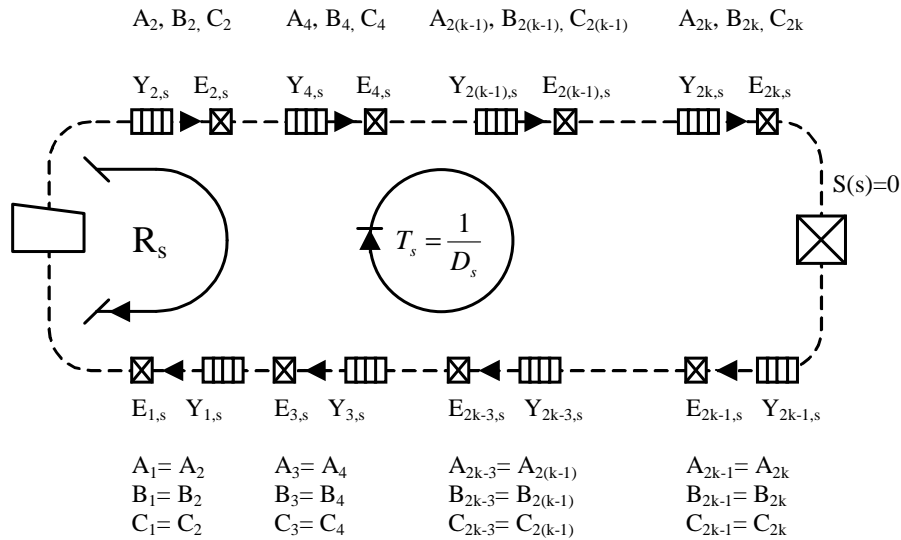 A₂, B₂, C₂ A₄, B₄, C₄ A₂₍ₖ₋₁₎, B₂₍ₖ₋₁₎, C₂₍ₖ₋₁₎ A₂ₖ, B₂ₖ, C₂ₖ
Y₂,ₛ E₂,ₛ Y₄,ₛ E₄,ₛ Y₂₍ₖ₋₁₎,ₛ E₂₍ₖ₋₁₎,ₛ Y₂ₖ,ₛ E₂ₖ,ₛ
S(s)=0
Rₛ Tₛ = 1/Dₛ
E₁,ₛ Y₁,ₛ E₃,ₛ Y₃,ₛ E₂ₖ₋₃,ₛ Y₂ₖ₋₃,ₛ E₂ₖ₋₁,ₛ Y₂ₖ₋₁,ₛ
A₁= A₂ A₃= A₄ A₂ₖ₋₃= A₂₍ₖ₋₁₎ A₂ₖ₋₁= A₂ₖ
B₁= B₂ B₃= B₄ B₂ₖ₋₃= B₂₍ₖ₋₁₎ B₂ₖ₋₁= B₂ₖ
C₁= C₂ C₃= C₄ C₂ₖ₋₃= C₂₍ₖ₋₁₎ C₂ₖ₋₁= C₂ₖ